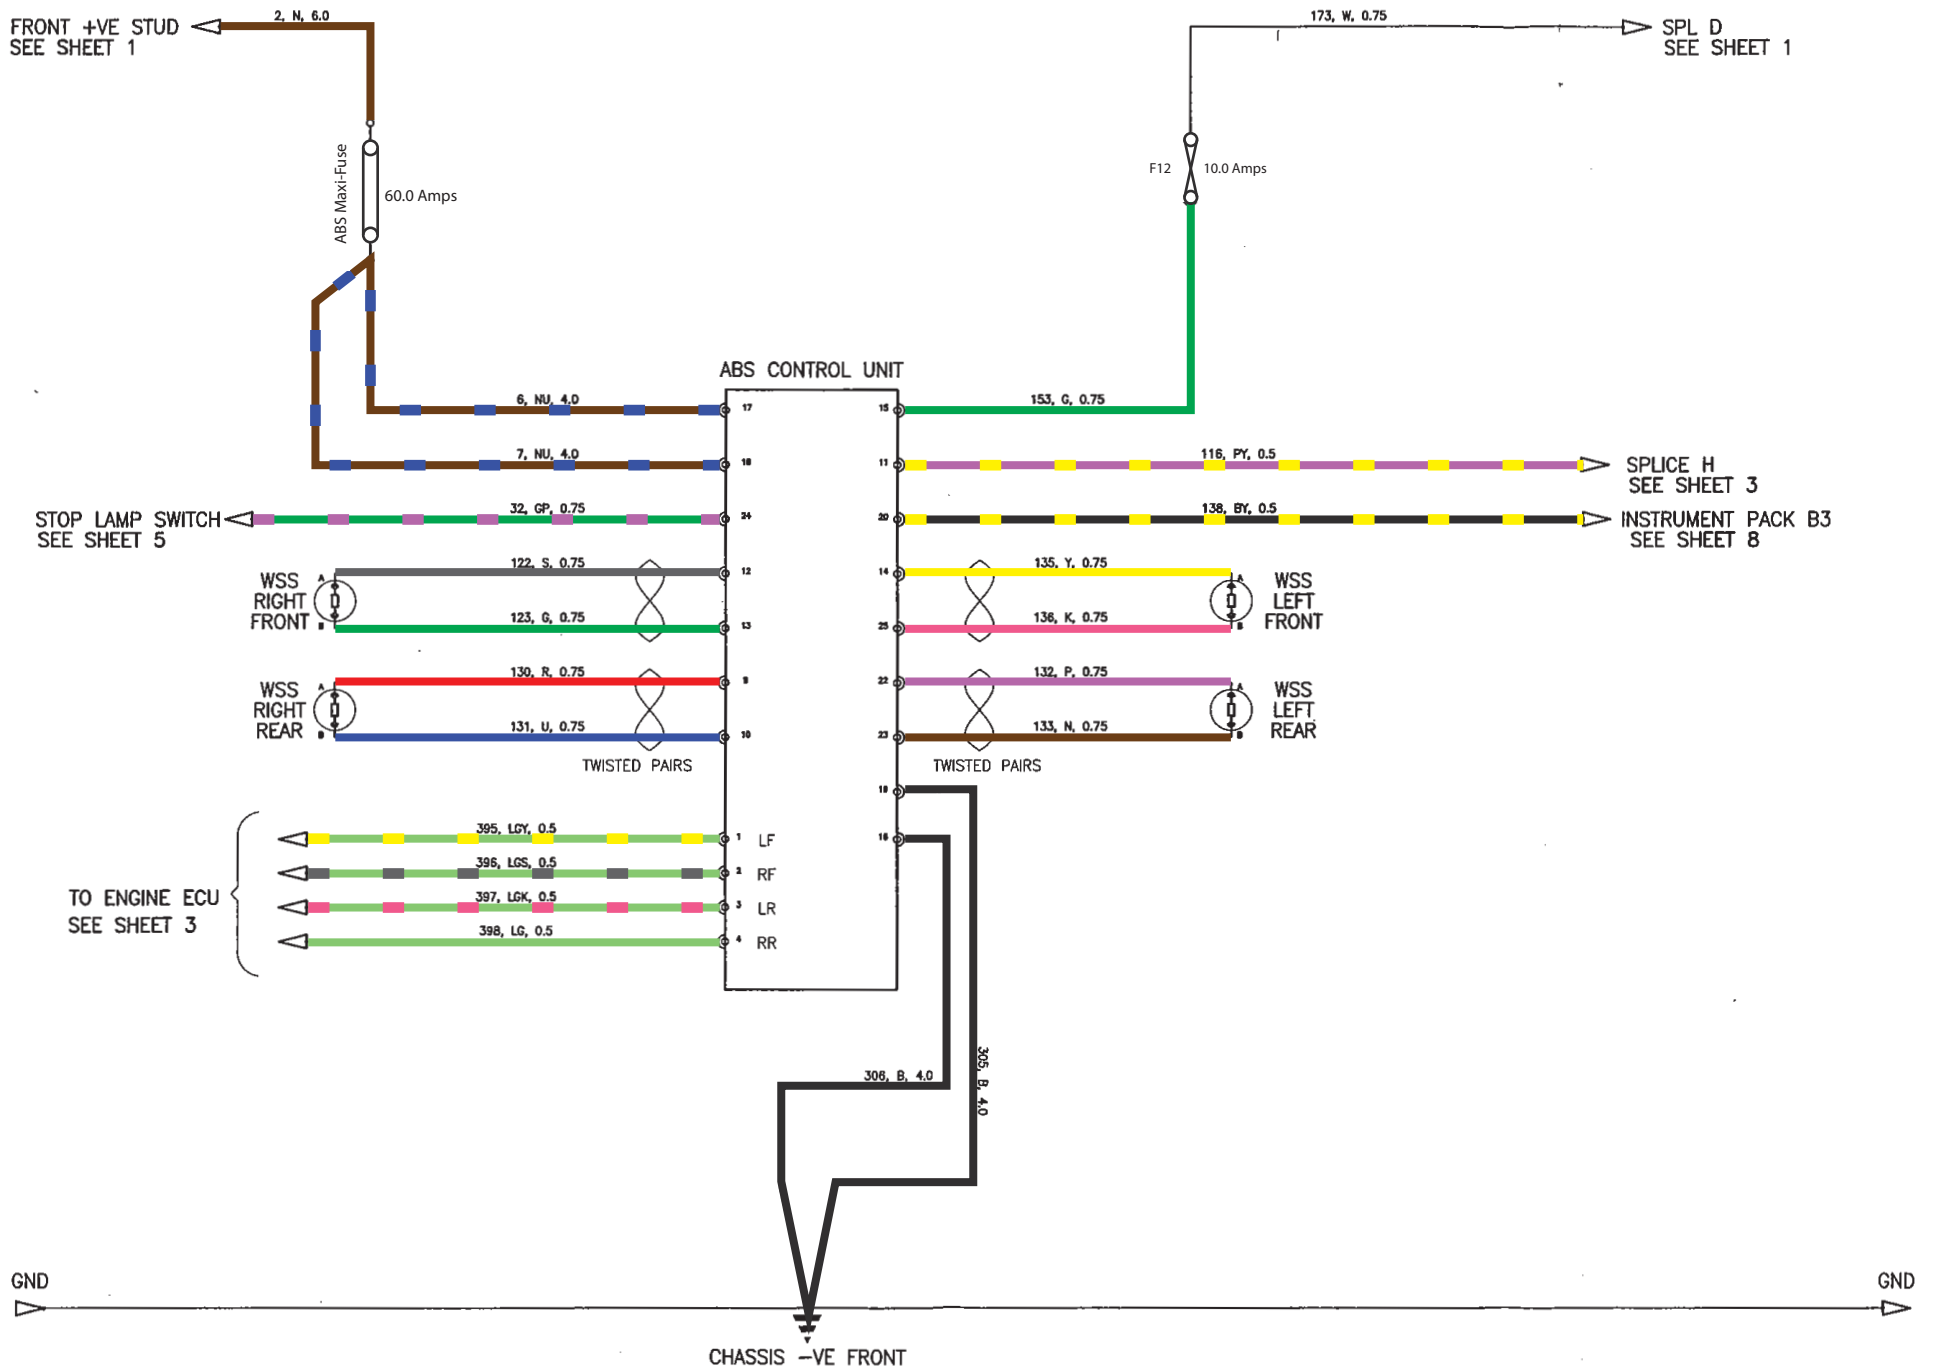 FRONT +VE STUD
SEE SHEET 1
2, N, 6.0
173, W, 0.75
SPL D
SEE SHEET 1
ABS Maxi-Fuse
60.0 Amps
F12
10.0 Amps
ABS CONTROL UNIT
6, NU, 4.0
17
15
153, G, 0.75
7, NU, 4.0
18
11
116, PY, 0.5
SPLICE H
SEE SHEET 3
STOP LAMP SWITCH
SEE SHEET 5
32, GP, 0.75
24
20
138, BY, 0.5
INSTRUMENT PACK B3
SEE SHEET 8
WSS
RIGHT
FRONT
A
B
122, S, 0.75
12
123, G, 0.75
13
14
135, Y, 0.75
25
136, K, 0.75
A
B
WSS
LEFT
FRONT
WSS
RIGHT
REAR
A
B
130, R, 0.75
9
131, U, 0.75
10
TWISTED PAIRS
22
132, P, 0.75
23
133, N, 0.75
A
B
WSS
LEFT
REAR
TWISTED PAIRS
19
16
TO ENGINE ECU
SEE SHEET 3
395, LGY, 0.5
1
LF
396, LGS, 0.5
2
RF
397, LGK, 0.5
3
LR
398, LG, 0.5
4
RR
306, B, 4.0
305, B, 4.0
GND
GND
CHASSIS -VE FRONT